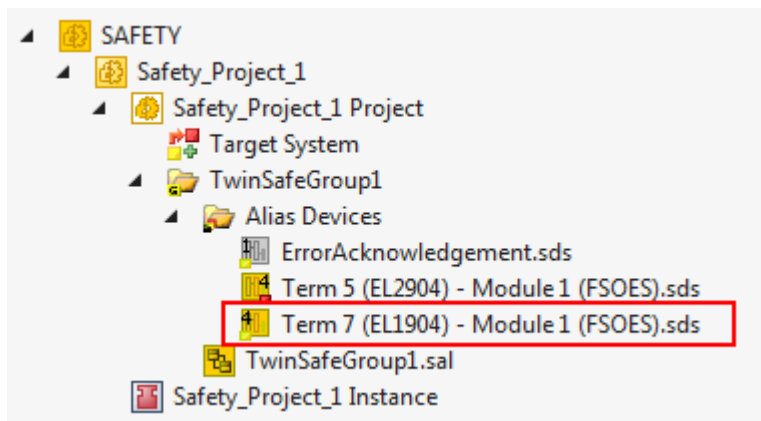 SAFETY
Safety_Project_1
Safety_Project_1 Project
Target System
TwinSafeGroup1
Alias Devices
ErrorAcknowledgement.sds
Term 5 (EL2904) - Module 1 (FSOES).sds
Term 7 (EL1904) - Module 1 (FSOES).sds
TwinSafeGroup1.sal
Safety_Project_1 Instance